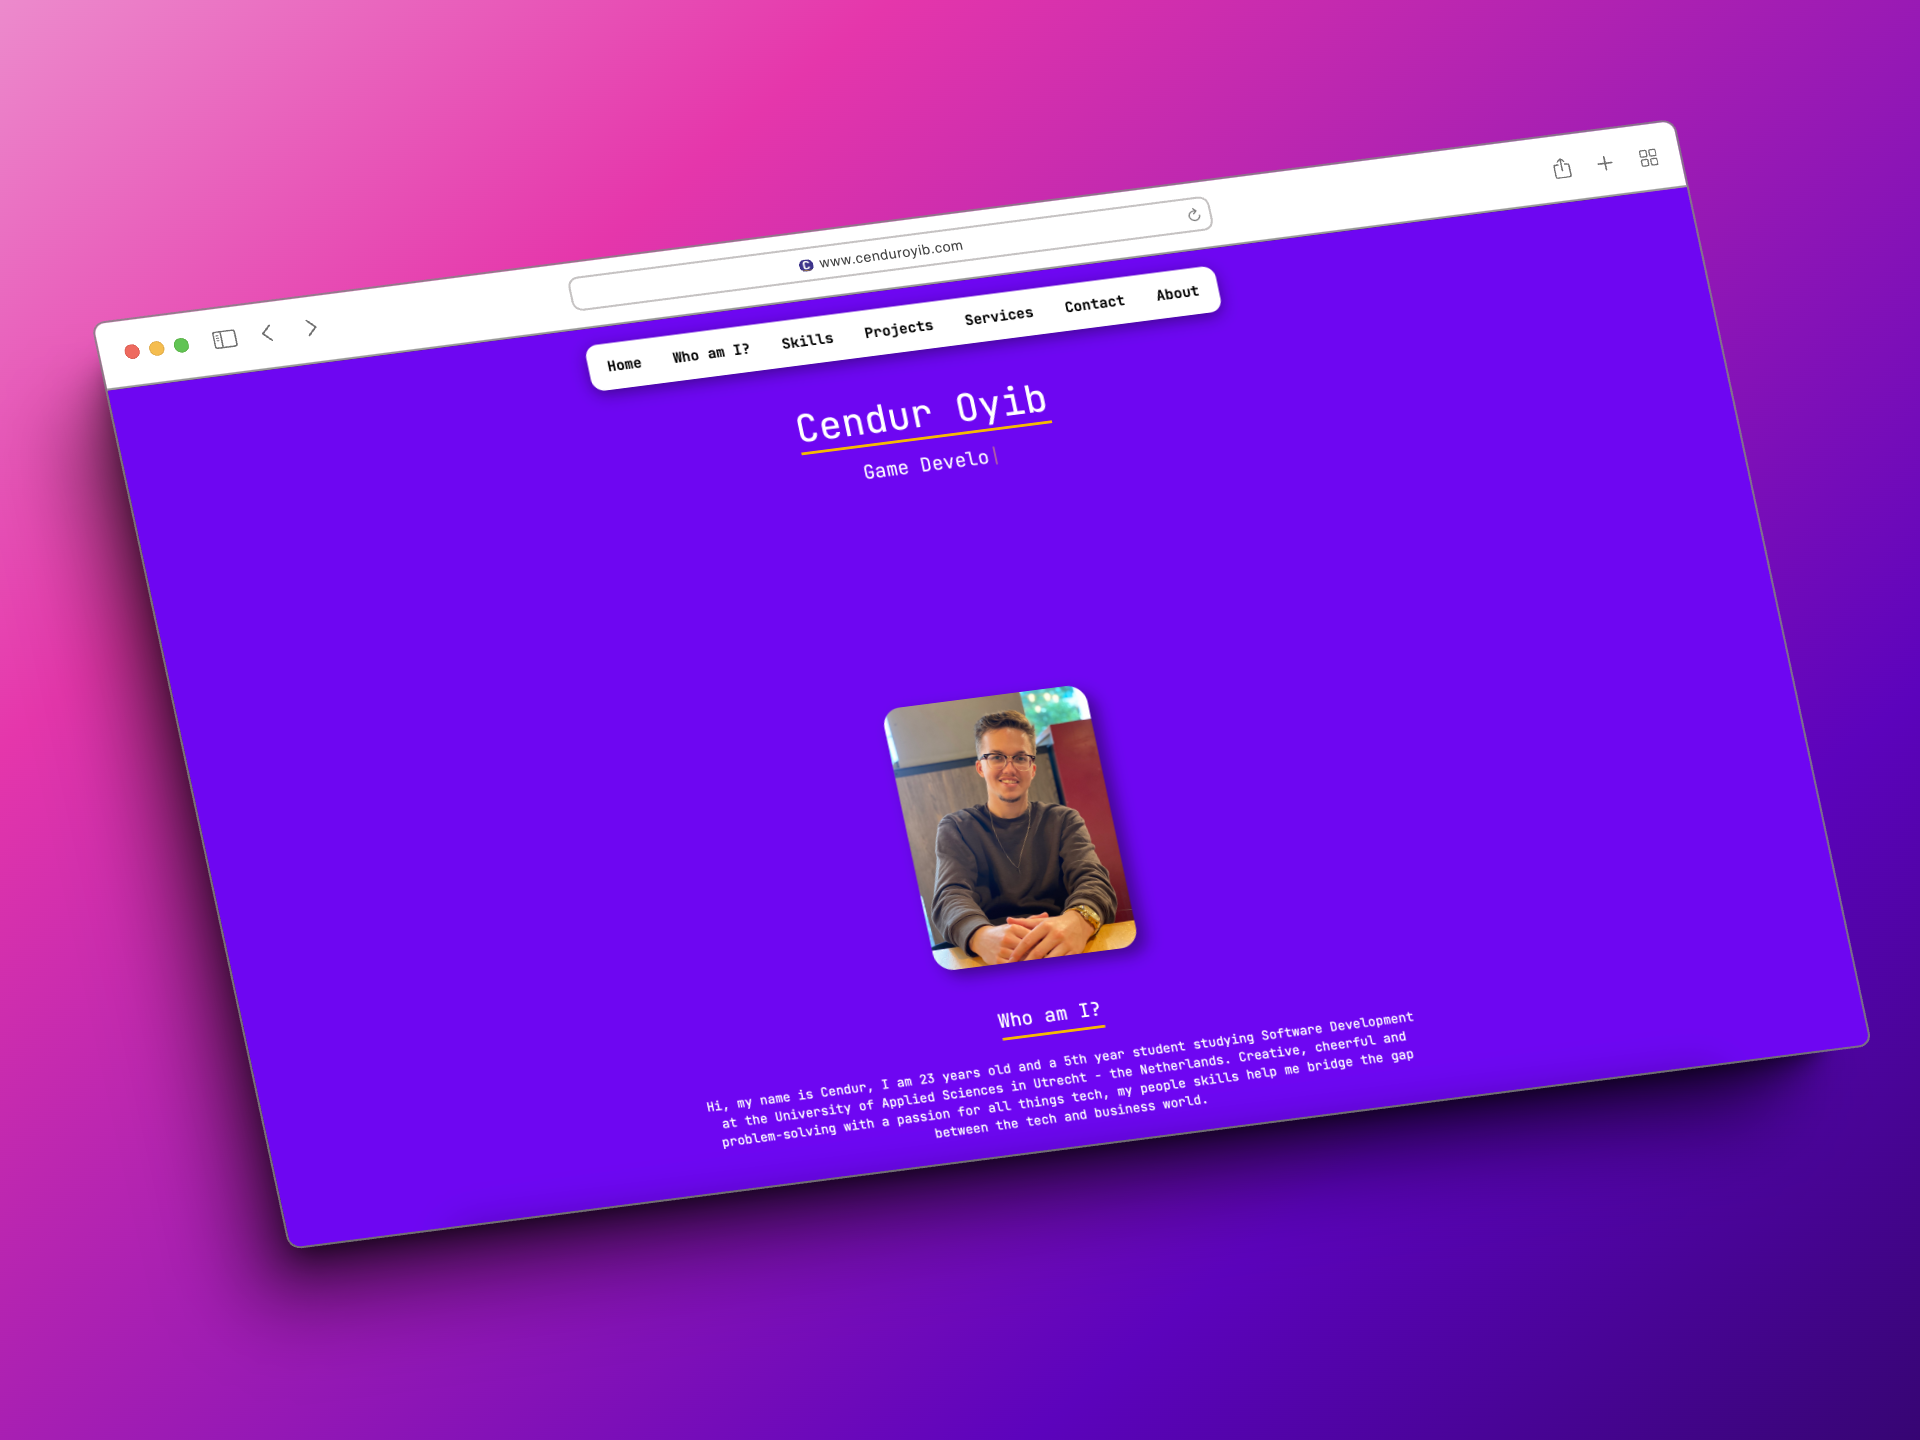 www.cenduroyib.com
Home Who am I? Skills Projects Services Contact About
Cendur Oyib
Game Develo
Who am I?
Hi, my name is Cendur, I am 23 years old and a 5th year student studying Software Development
at the University of Applied Sciences in Utrecht - the Netherlands. Creative, cheerful and
problem-solving with a passion for all things tech, my people skills help me bridge the gap
between the tech and business world.